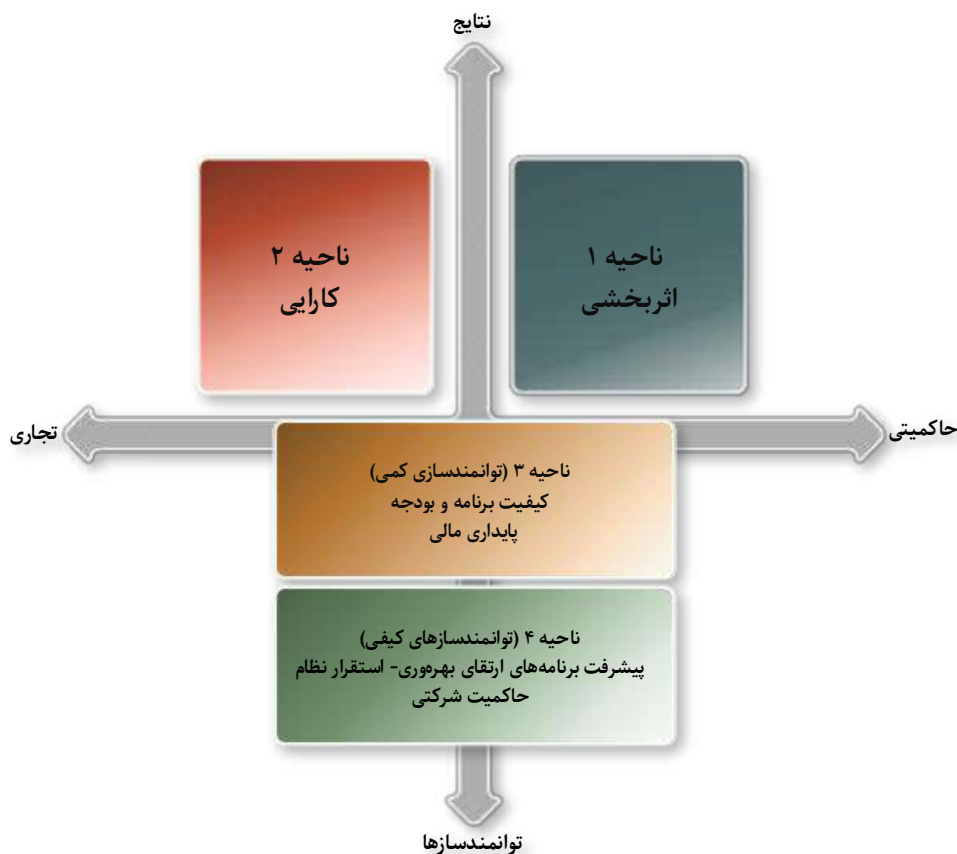 نتایج
ناحیه ۱
اثربخشی
ناحیه ۲
کارایی
حاکمیتی
تجاری
ناحیه ۳ (توانمندسازی کمی)
کیفیت برنامه و بودجه
پایداری مالی
ناحیه ۴ (توانمندسازهای کیفی)
پیشرفت برنامه‌های ارتقای بهره‌وری- استقرار نظام
حاکمیت شرکتی
توانمندسازها